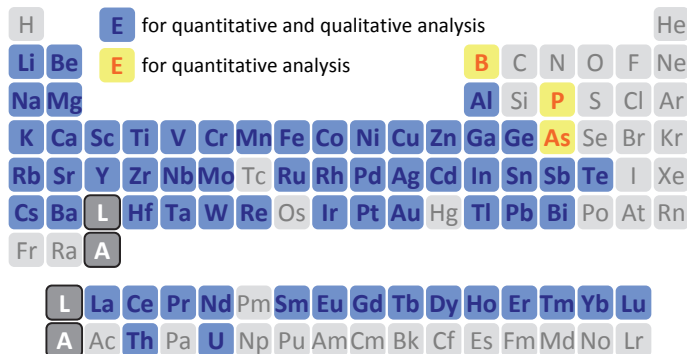 H E for quantitative and qualitative analysis He
Li Be E for quantitative analysis B C N O F Ne
Na Mg Al Si P S Cl Ar
K Ca Sc Ti V Cr Mn Fe Co Ni Cu Zn Ga Ge As Se Br Kr
Rb Sr Y Zr Nb Mo Tc Ru Rh Pd Ag Cd In Sn Sb Te I Xe
Cs Ba L Hf Ta W Re Os Ir Pt Au Hg Tl Pb Bi Po At Rn
Fr Ra A
L La Ce Pr Nd Pm Sm Eu Gd Tb Dy Ho Er Tm Yb Lu
A Ac Th Pa U Np Pu Am Cm Bk Cf Es Fm Md No Lr